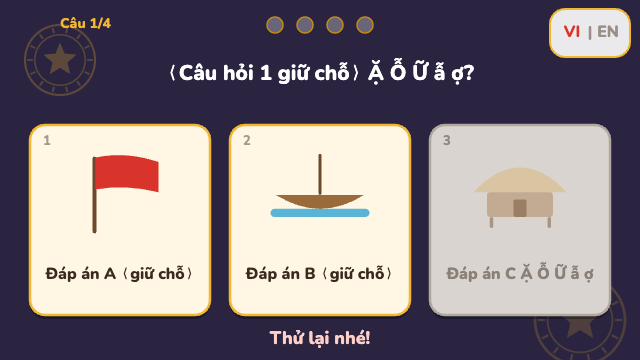 Câu 1/4
VI | EN
⟨Câu hỏi 1 giữ chỗ⟩ Ặ Ỗ Ữ ẫ ợ?
1
2
3
Đáp án A ⟨giữ chỗ⟩
Đáp án B ⟨giữ chỗ⟩
Đáp án C Ặ Ỗ Ữ ẫ ợ
Thử lại nhé!